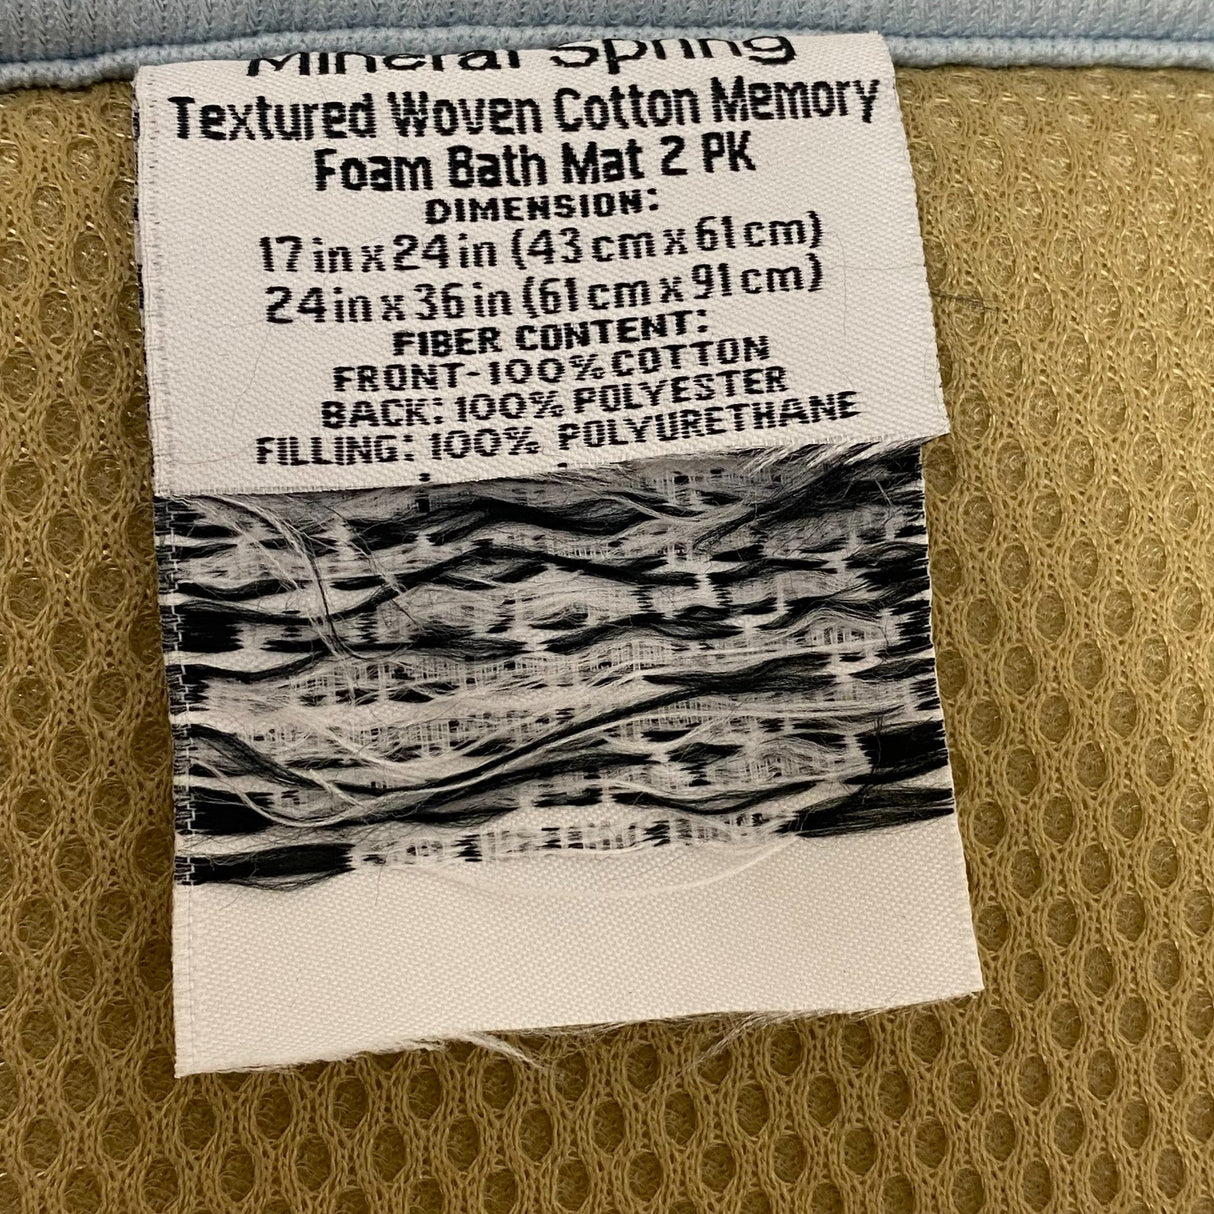 Mineral Spring
Textured Woven Cotton Memory
Foam Bath Mat 2 PK
DIMENSION:
17 in x 24 in (43 cm x 61 cm)
24 in x 36 in (61 cm x 91 cm)
FIBER CONTENT:
FRONT-100% COTTON
BACK: 100% POLYESTER
FILLING: 100% POLYURETHANE